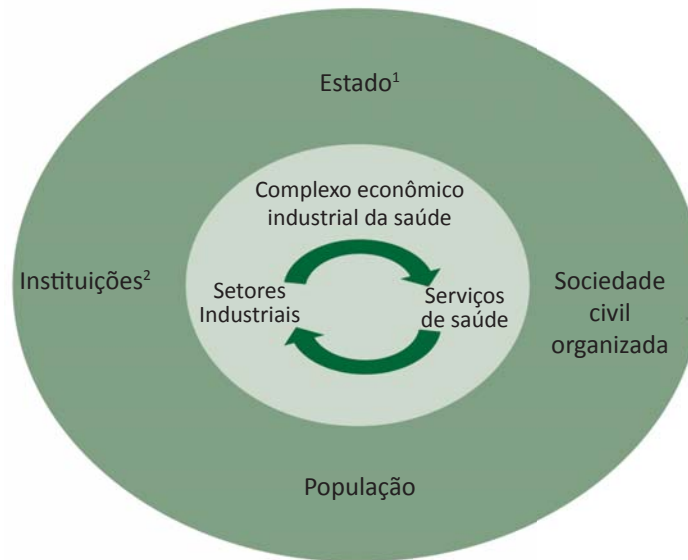 Estado¹
Complexo econômico
industrial da saúde
Instituições²
Setores
Industriais
Serviços
de saúde
Sociedade
civil
organizada
População